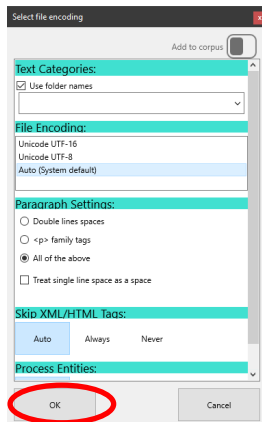 Select file encoding
x
Add to corpus
Text Categories:
Use folder names
File Encoding:
Unicode UTF-16
Unicode UTF-8
Auto (System default)
Paragraph Settings:
Double lines spaces
<p> family tags
All of the above
Treat single line space as a space
Skip XML/HTML Tags:
Auto Always Never
Process Entities:
OK Cancel